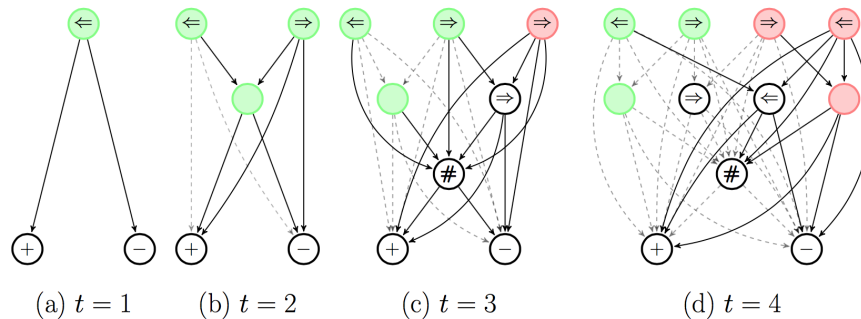 ⇐ ⇐ ⇒ ⇐ ⇒ ⇒ ⇐ ⇒ ⇒ ⇐
⇒ ⇒ ⇐
# #
+ − + − + − + −
(a) t = 1 (b) t = 2 (c) t = 3 (d) t = 4